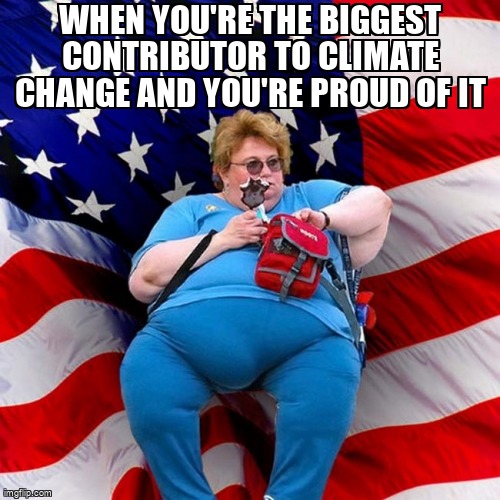 WHEN YOU'RE THE BIGGEST
CONTRIBUTOR TO CLIMATE
CHANGE AND YOU'RE PROUD OF IT
imgflip.com